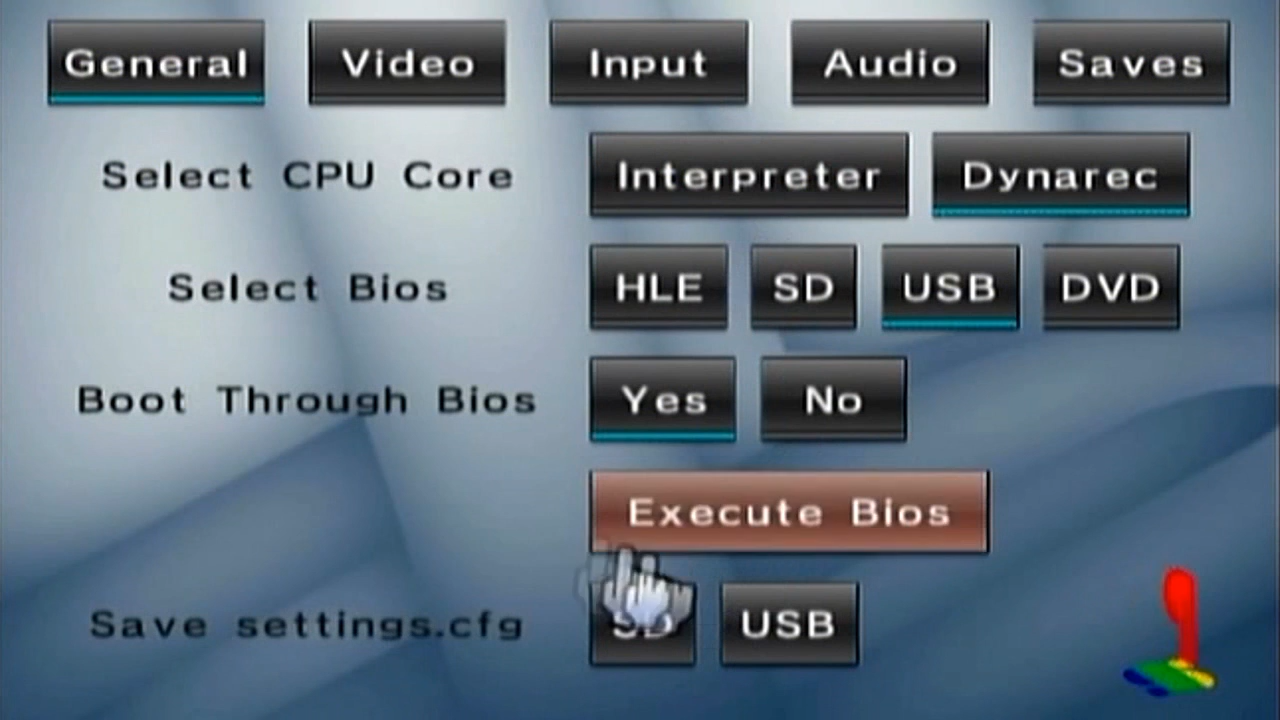 General Video Input Audio Saves
Select CPU Core Interpreter Dynarec
Select Bios HLE SD USB DVD
Boot Through Bios Yes No
Execute Bios
Save settings.cfg SD USB